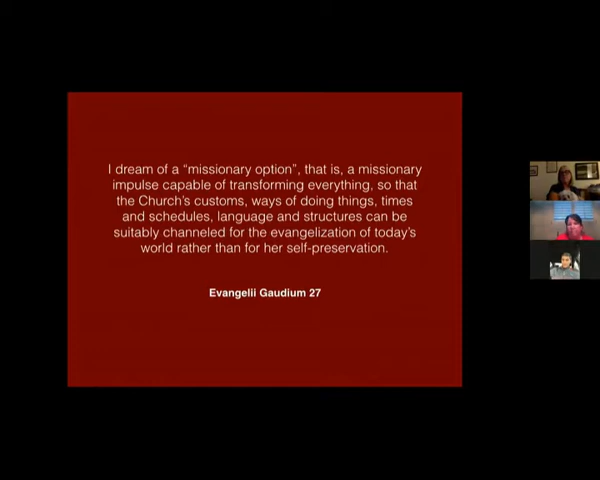 I dream of a “missionary option”, that is, a missionary
impulse capable of transforming everything, so that
the Church’s customs, ways of doing things, times
and schedules, language and structures can be
suitably channeled for the evangelization of today’s
world rather than for her self-preservation.
Evangelii Gaudium 27